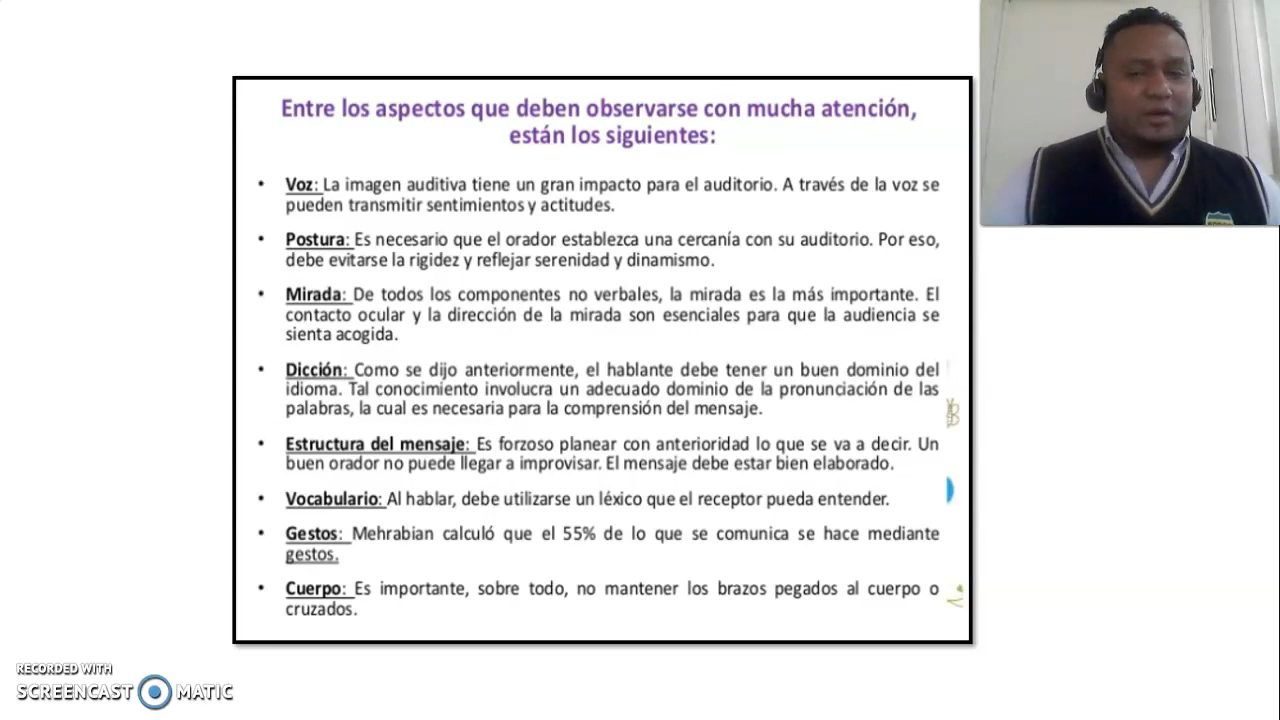 Entre los aspectos que deben observarse con mucha atención,
están los siguientes:
• Voz: La imagen auditiva tiene un gran impacto para el auditorio. A través de la voz se
pueden transmitir sentimientos y actitudes.
• Postura: Es necesario que el orador establezca una cercanía con su auditorio. Por eso,
debe evitarse la rigidez y reflejar serenidad y dinamismo.
• Mirada: De todos los componentes no verbales, la mirada es la más importante. El
contacto ocular y la dirección de la mirada son esenciales para que la audiencia se
sienta acogida.
• Dicción: Como se dijo anteriormente, el hablante debe tener un buen dominio del
idioma. Tal conocimiento involucra un adecuado dominio de la pronunciación de las
palabras, la cual es necesaria para la comprensión del mensaje.
• Estructura del mensaje: Es forzoso planear con anterioridad lo que se va a decir. Un
buen orador no puede llegar a improvisar. El mensaje debe estar bien elaborado.
• Vocabulario: Al hablar, debe utilizarse un léxico que el receptor pueda entender.
• Gestos: Mehrabian calculó que el 55% de lo que se comunica se hace mediante
gestos.
• Cuerpo: Es importante, sobre todo, no mantener los brazos pegados al cuerpo o
cruzados.
RECORDED WITH
SCREENCAST MATIC